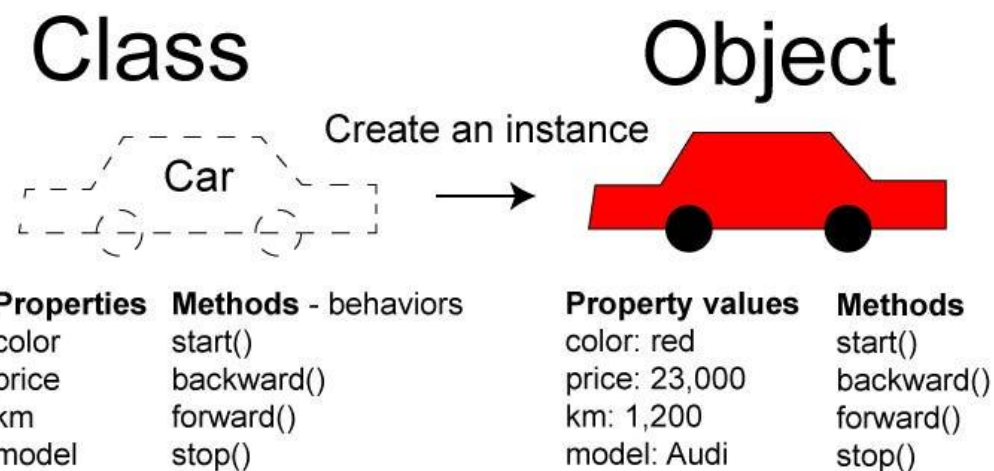 Class
Object
Create an instance
Car
Properties Methods - behaviors
color start()
price backward()
km forward()
model stop()
Property values Methods
color: red start()
price: 23,000 backward()
km: 1,200 forward()
model: Audi stop()